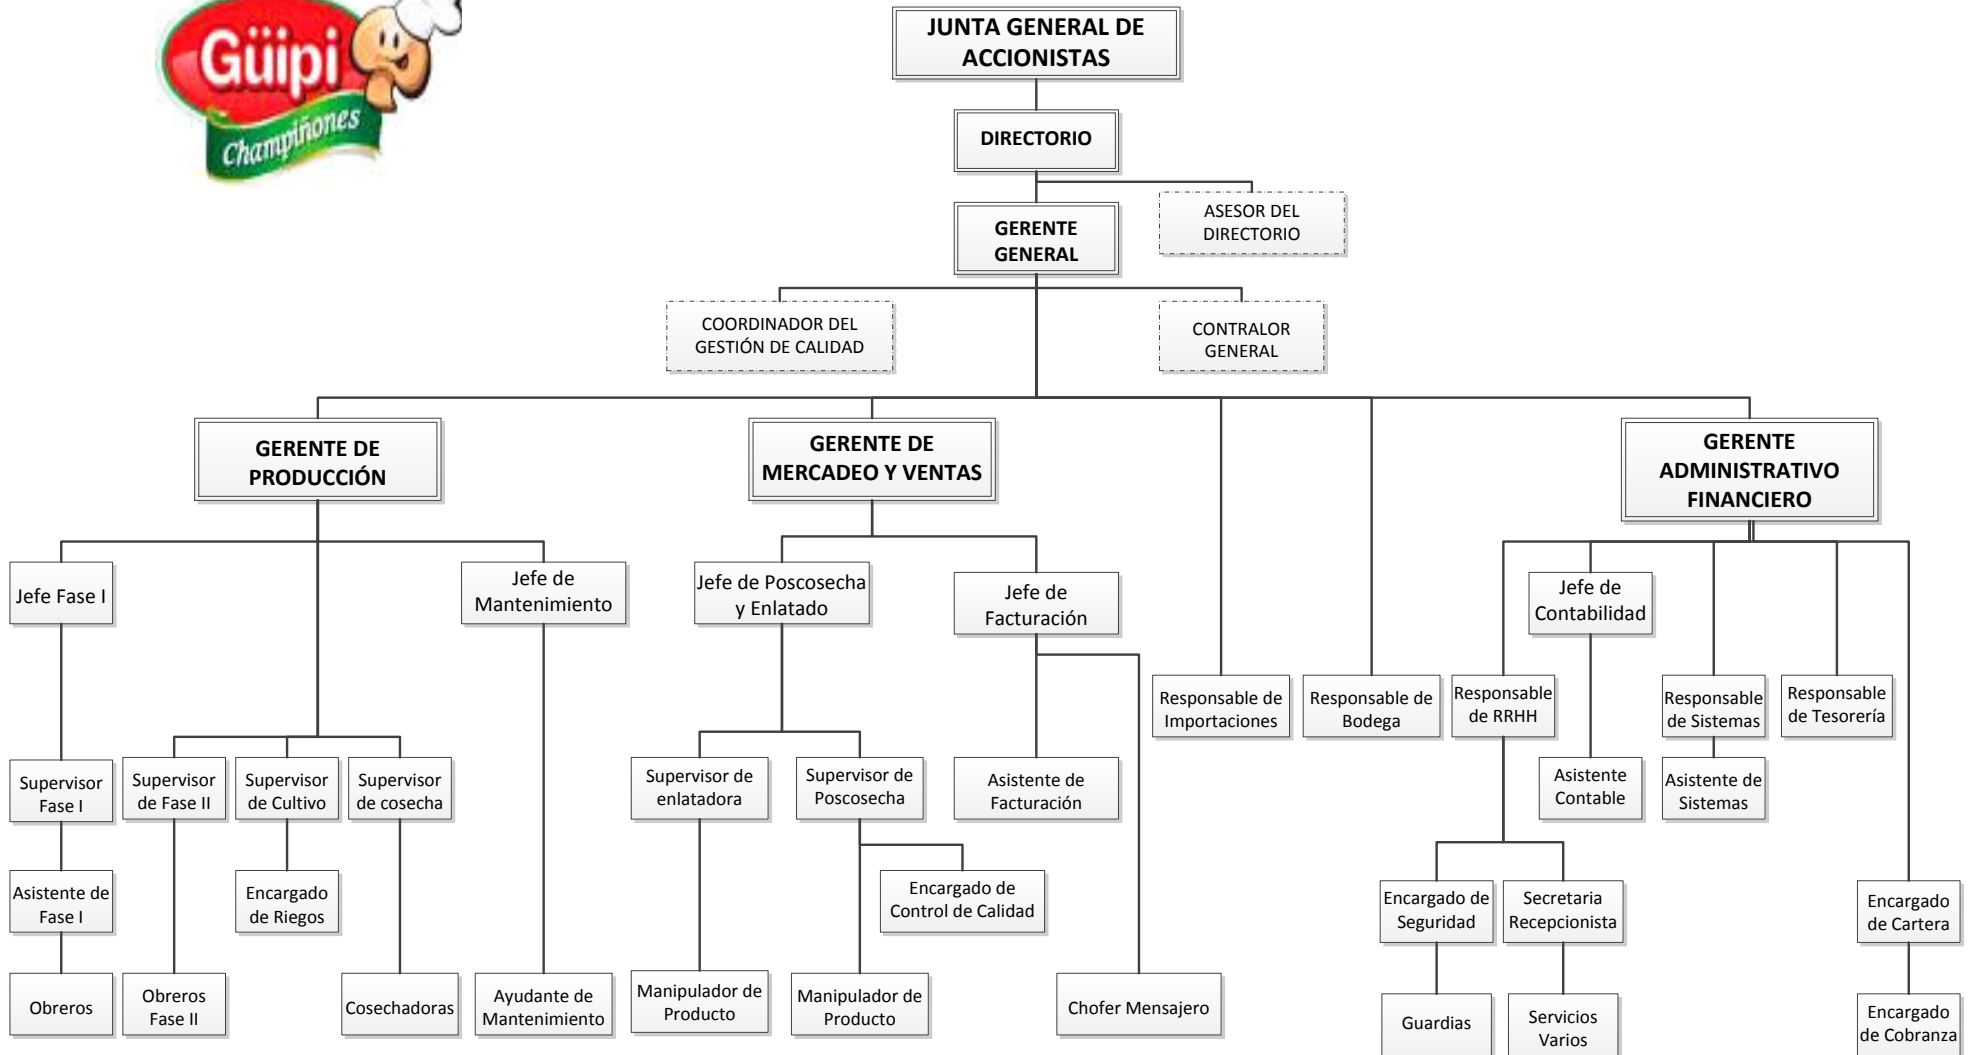 Güipi
Champiñones
JUNTA GENERAL DE
ACCIONISTAS
DIRECTORIO
ASESOR DEL
DIRECTORIO
GERENTE
GENERAL
COORDINADOR DEL
GESTIÓN DE CALIDAD
CONTRALOR
GENERAL
GERENTE DE
PRODUCCIÓN
GERENTE DE
MERCADEO Y VENTAS
GERENTE
ADMINISTRATIVO
FINANCIERO
Jefe Fase I
Jefe de
Mantenimiento
Jefe de Poscosecha
y Enlatado
Jefe de
Facturación
Jefe de
Contabilidad
Responsable de
Importaciones
Responsable de
Bodega
Responsable
de RRHH
Responsable
de Sistemas
Responsable
de Tesorería
Supervisor
Fase I
Supervisor
de Fase II
Supervisor
de Cultivo
Supervisor
de cosecha
Supervisor de
enlatadora
Supervisor de
Poscosecha
Asistente de
Facturación
Asistente
Contable
Asistente de
Sistemas
Asistente de
Fase I
Encargado
de Riegos
Encargado de
Control de Calidad
Encargado de
Seguridad
Secretaria
Recepcionista
Encargado
de Cartera
Obreros
Obreros
Fase II
Cosechadoras
Ayudante de
Mantenimiento
Manipulador de
Producto
Manipulador de
Producto
Chofer Mensajero
Guardias
Servicios
Varios
Encargado
de Cobranza